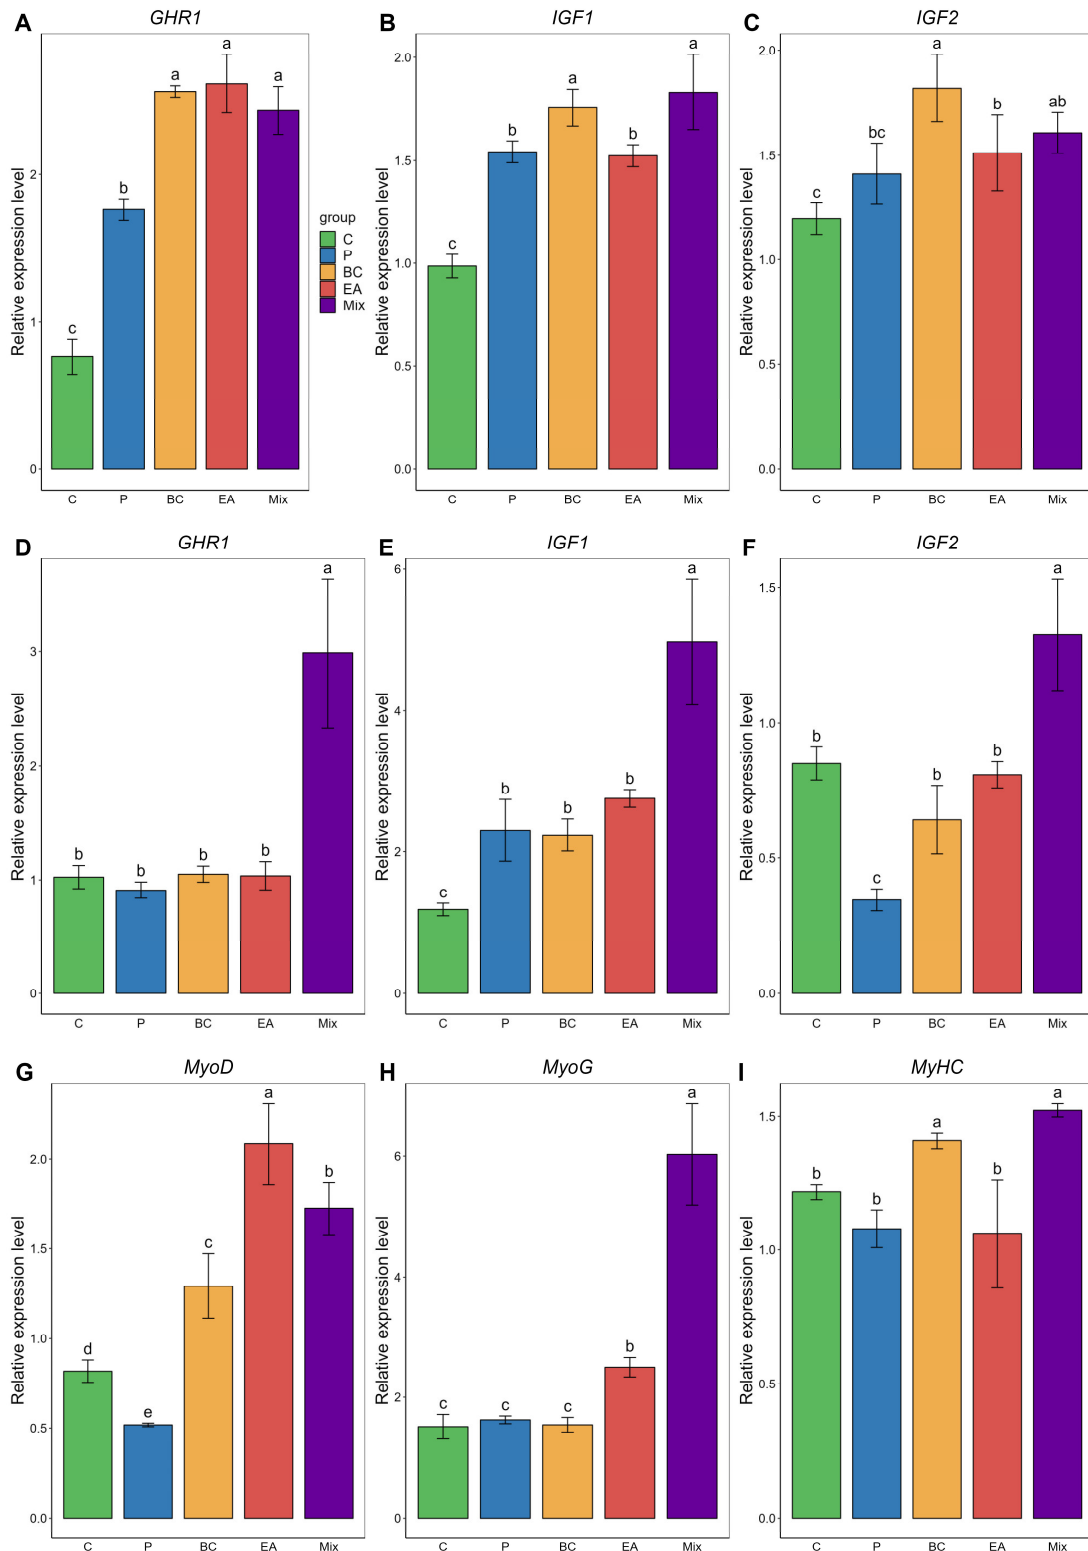 A GHR1
Relative expression level
2
1
0
c
b
a
a
a
C P BC EA Mix
group
C
P
BC
EA
Mix
B IGF1
Relative expression level
2.0
1.5
1.0
0.5
0.0
c
b
a
b
a
C P BC EA Mix
C IGF2
Relative expression level
2.0
1.5
1.0
0.5
0.0
c
bc
a
b
ab
C P BC EA Mix
D GHR1
Relative expression level
3
2
1
0
b
b
b
b
a
C P BC EA Mix
E IGF1
Relative expression level
6
4
2
0
c
b
b
b
a
C P BC EA Mix
F IGF2
Relative expression level
1.5
1.0
0.5
0.0
b
c
b
b
a
C P BC EA Mix
G MyoD
Relative expression level
2.0
1.5
1.0
0.5
0.0
d
e
c
a
b
C P BC EA Mix
H MyoG
Relative expression level
6
4
2
0
c
c
c
b
a
C P BC EA Mix
I MyHC
Relative expression level
1.5
1.0
0.5
0.0
b
b
a
b
a
C P BC EA Mix